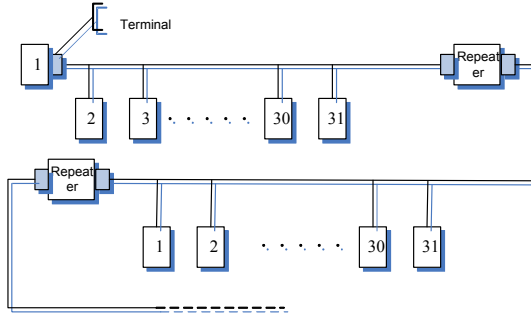 Terminal
1
Repeat
er
2 3 . . . . . 30 31
Repeat
er
1 2 . . . . . 30 31